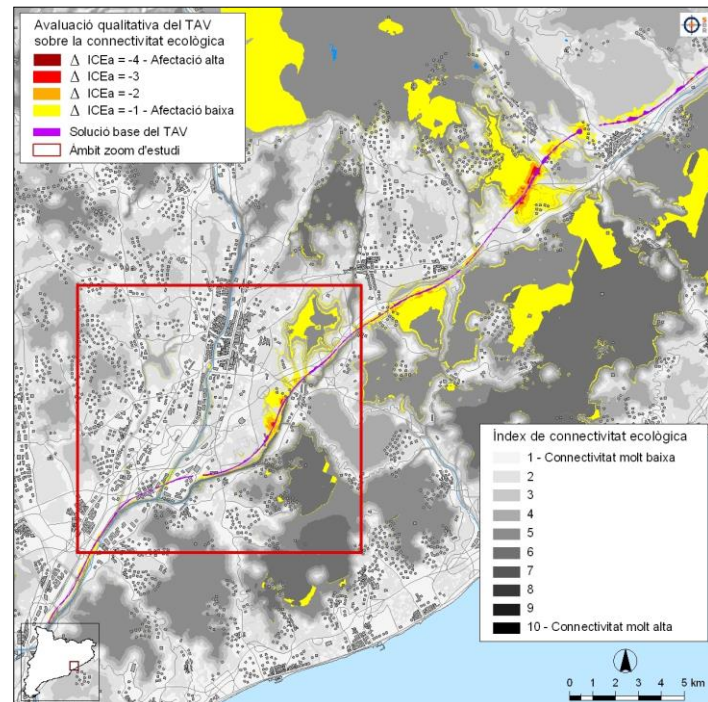 Avaluació qualitativa del TAV
sobre la connectivitat ecològica
Δ ICEa = -4 - Afectació alta
Δ ICEa = -3
Δ ICEa = -2
Δ ICEa = -1 - Afectació baixa
Solució base del TAV
Àmbit zoom d'estudi
Índex de connectivitat ecològica
1 - Connectivitat molt baixa
2
3
4
5
6
7
8
9
10 - Connectivitat molt alta
0 1 2 3 4 5 km